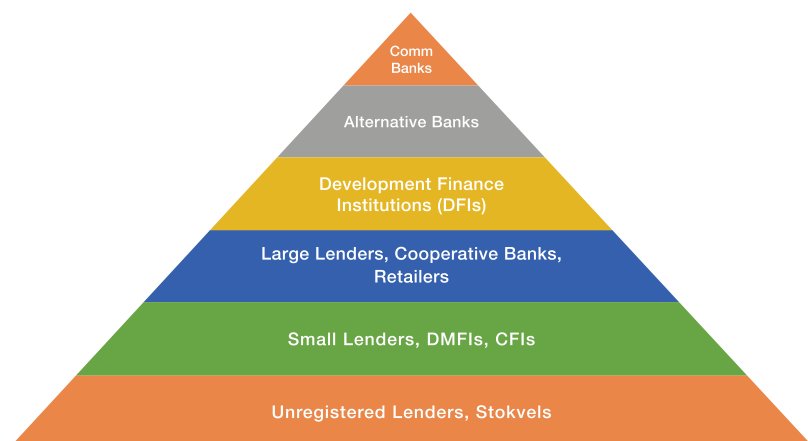 Comm
Banks
Alternative Banks
Development Finance
Institutions (DFIs)
Large Lenders, Cooperative Banks,
Retailers
Small Lenders, DMFIs, CFIs
Unregistered Lenders, Stokvels